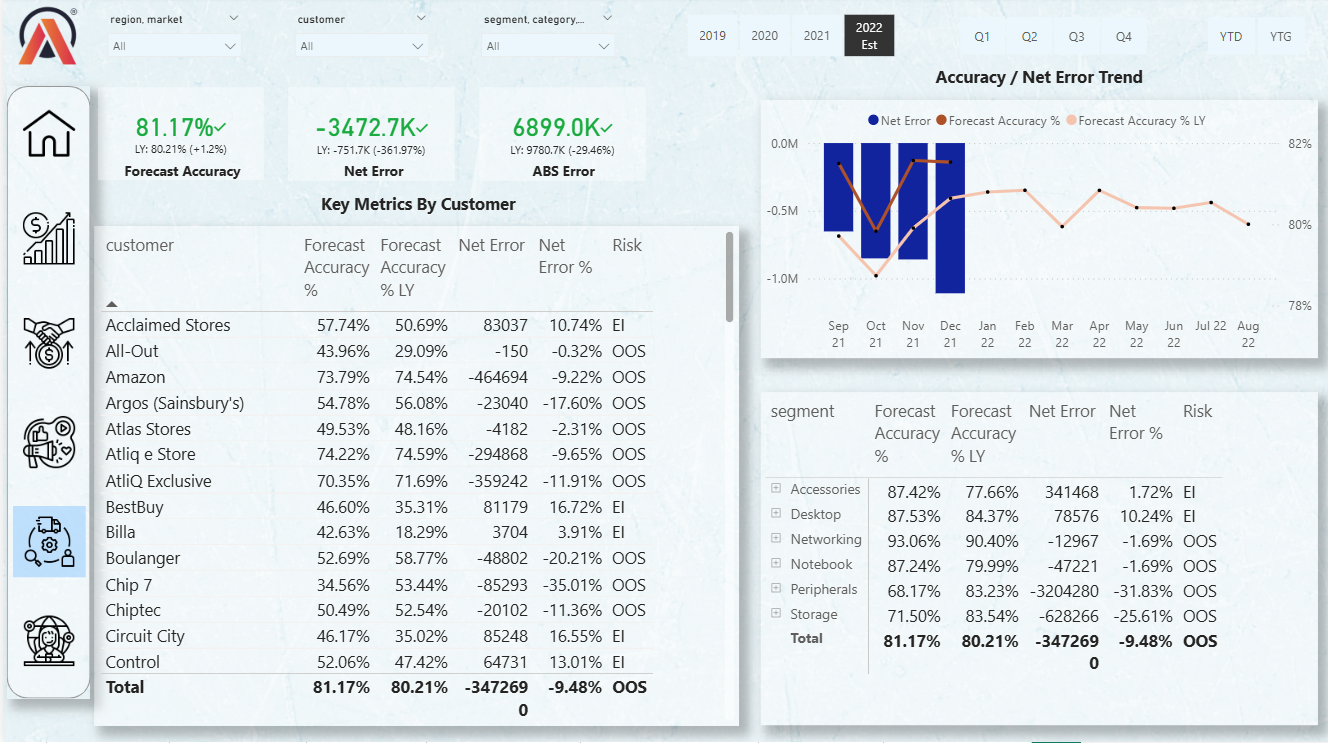 region, market
customer
segment, category,...
All
All
All
2019
2020
2021
2022
Est
Q1
Q2
Q3
Q4
YTD
YTG
81.17%
LY: 80.21% (+1.2%)
Forecast Accuracy
-3472.7K
LY: -751.7K (-361.97%)
Net Error
6899.0K
LY: 9780.7K (-29.46%)
ABS Error
Accuracy / Net Error Trend
Net Error Forecast Accuracy % Forecast Accuracy % LY
0.0M
-0.5M
-1.0M
82%
80%
78%
Sep Oct Nov Dec Jan Feb Mar Apr May Jun Jul 22 Aug
21 21 21 21 22 22 22 22 22 22 22
Key Metrics By Customer
customer Forecast Forecast Net Error Net Risk
Accuracy Accuracy Error %
% % LY
Acclaimed Stores 57.74% 50.69% 83037 10.74% EI
All-Out 43.96% 29.09% -150 -0.32% OOS
Amazon 73.79% 74.54% -464694 -9.22% OOS
Argos (Sainsbury's) 54.78% 56.08% -23040 -17.60% OOS
Atlas Stores 49.53% 48.16% -4182 -2.31% OOS
Atliq e Store 74.22% 74.59% -294868 -9.65% OOS
AtliQ Exclusive 70.35% 71.69% -359242 -11.91% OOS
BestBuy 46.60% 35.31% 81179 16.72% EI
Billa 42.63% 18.29% 3704 3.91% EI
Boulanger 52.69% 58.77% -48802 -20.21% OOS
Chip 7 34.56% 53.44% -85293 -35.01% OOS
Chiptec 50.49% 52.54% -20102 -11.36% OOS
Circuit City 46.17% 35.02% 85248 16.55% EI
Control 52.06% 47.42% 64731 13.01% EI
Total 81.17% 80.21% -347269 -9.48% OOS
0
segment Forecast Forecast Net Error Net Risk
Accuracy Accuracy Error %
% % LY
Accessories 87.42% 77.66% 341468 1.72% EI
Desktop 87.53% 84.37% 78576 10.24% EI
Networking 93.06% 90.40% -12967 -1.69% OOS
Notebook 87.24% 79.99% -47221 -1.69% OOS
Peripherals 68.17% 83.23% -3204280 -31.83% OOS
Storage 71.50% 83.54% -628266 -25.61% OOS
Total 81.17% 80.21% -347269 -9.48% OOS
0